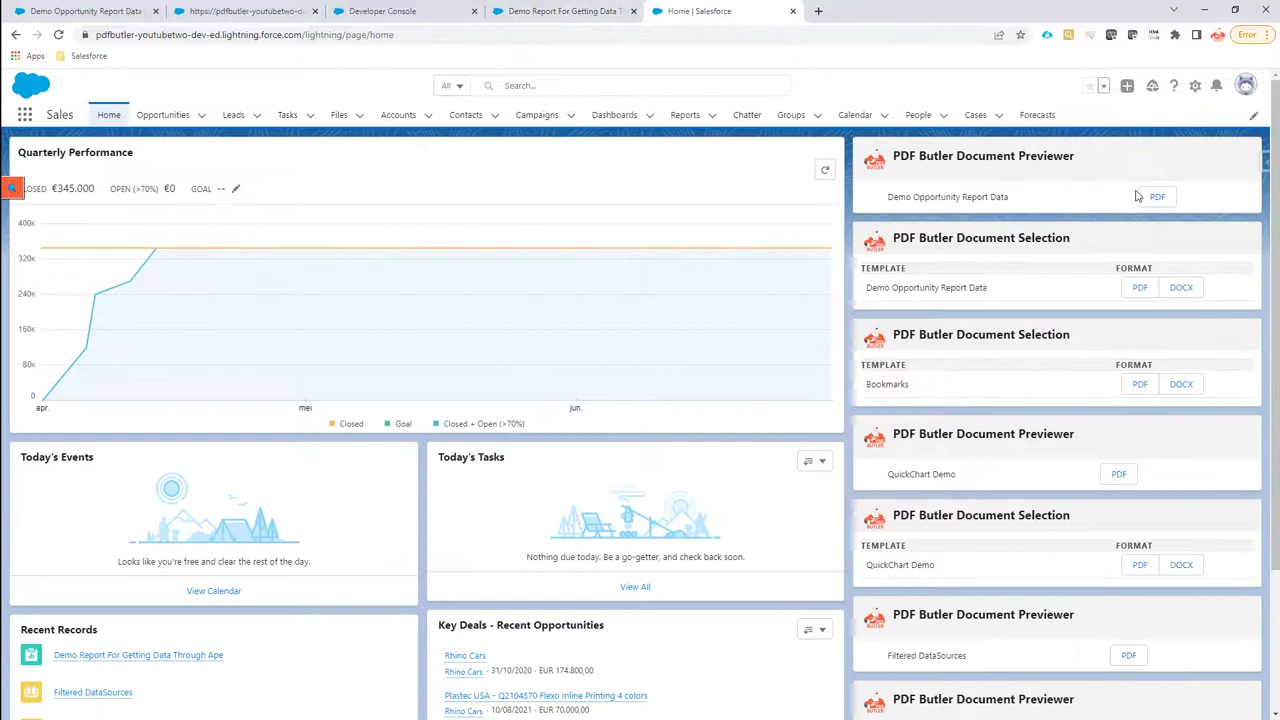 Demo Opportunity Report Data
https://pdfbutler-youtubetwo-de
Developer Console
Demo Report For Getting Data T
Home | Salesforce
pdfbutler-youtubetwo-dev-ed.lightning.force.com/lightning/page/home
Error
Apps
Salesforce
All
Search...
Sales
Home
Opportunities
Leads
Tasks
Files
Accounts
Contacts
Campaigns
Dashboards
Reports
Chatter
Groups
Calendar
People
Cases
Forecasts
Quarterly Performance
LOSED €345.000 OPEN (>70%) €0 GOAL --
400K
320K
240K
160K
80K
0
apr. mei jun.
Closed Goal Closed + Open (>70%)
Today's Events
Looks like you're free and clear the rest of the day.
View Calendar
Today's Tasks
Nothing due today. Be a go-getter, and check back soon.
View All
Recent Records
Demo Report For Getting Data Through Ape
Filtered DataSources
Key Deals - Recent Opportunities
Rhino Cars
Rhino Cars · 31/10/2020 · EUR 174.800,00
Plastec USA - Q2104570 Flexo Inline Printing 4 colors
Rhino Cars · 10/08/2021 · EUR 70.000,00
PDF Butler Document Previewer
Demo Opportunity Report Data PDF
PDF Butler Document Selection
TEMPLATE FORMAT
Demo Opportunity Report Data PDF DOCX
PDF Butler Document Selection
TEMPLATE FORMAT
Bookmarks PDF DOCX
PDF Butler Document Previewer
QuickChart Demo PDF
PDF Butler Document Selection
TEMPLATE FORMAT
QuickChart Demo PDF DOCX
PDF Butler Document Previewer
Filtered DataSources PDF
PDF Butler Document Previewer